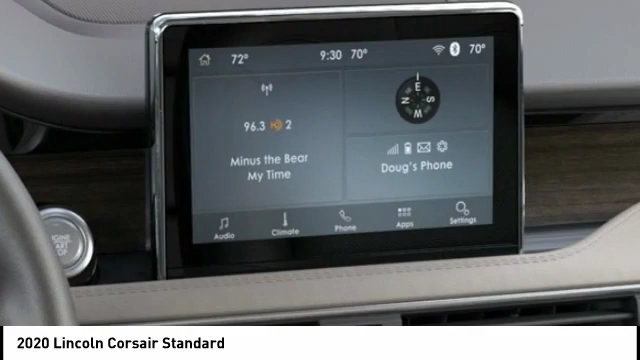 72° 9:30 70° 70°
96.3 HD 2
Minus the Bear
My Time
E
N S
W
Doug's Phone
Audio Climate Phone Apps Settings
2020 Lincoln Corsair Standard